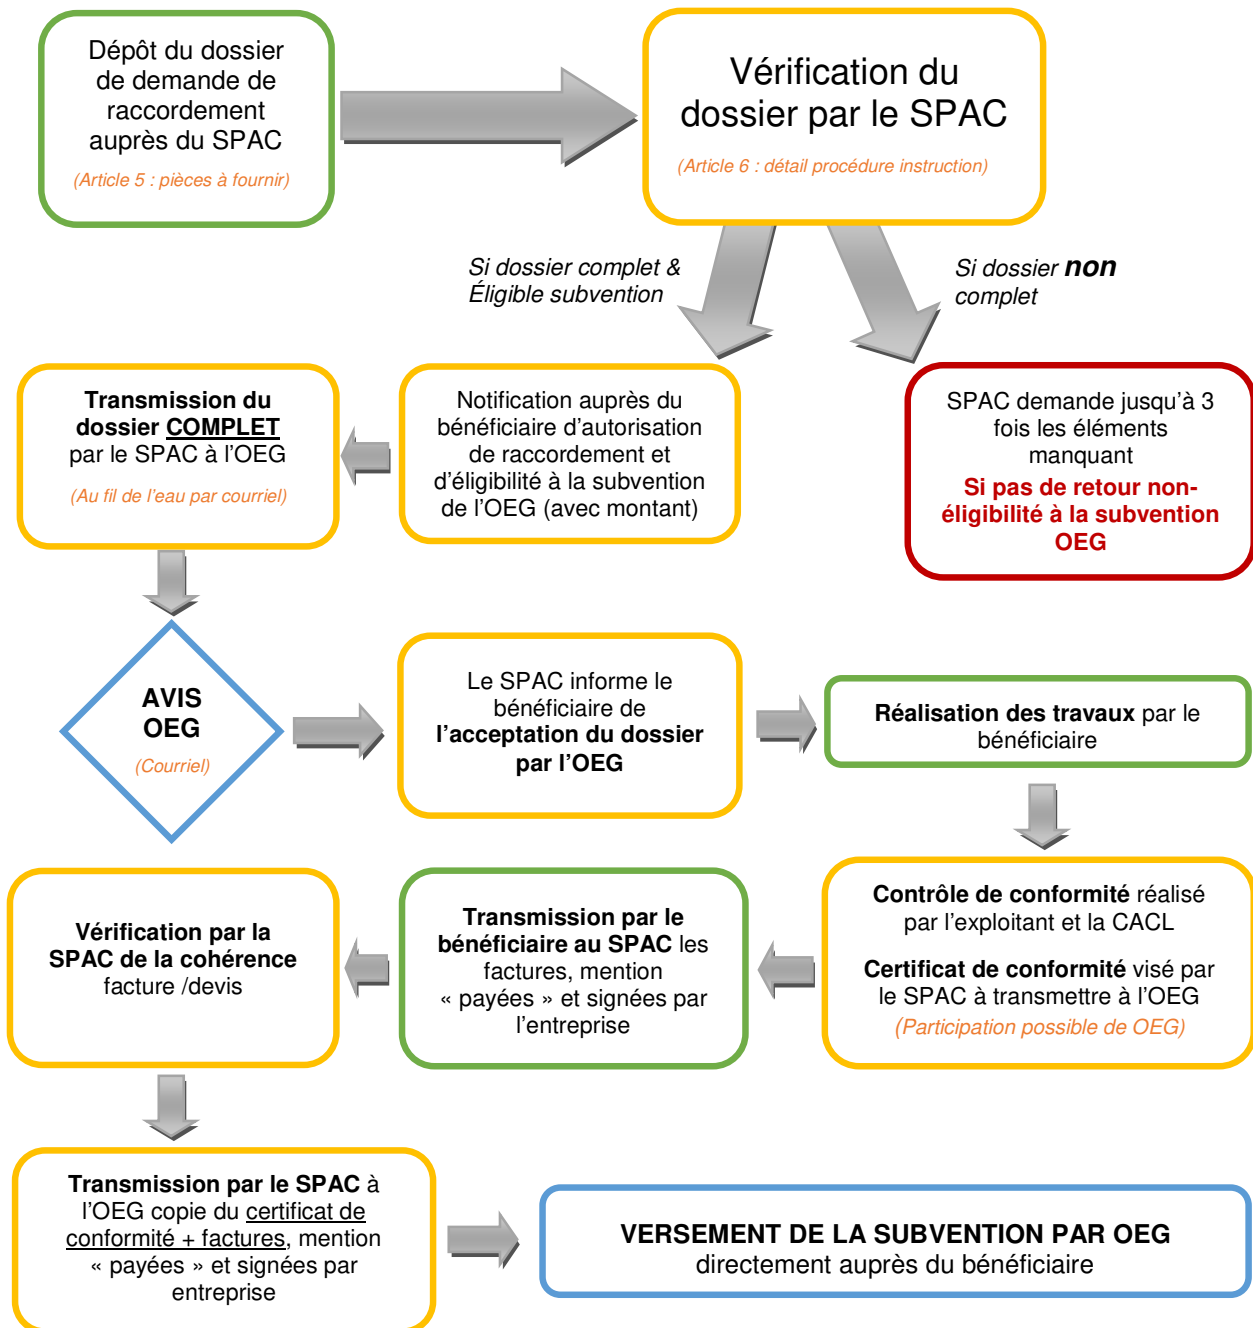 Dépôt du dossier
de demande de
raccordement
auprès du SPAC
(Article 5 : pièces à fournir)
Vérification du
dossier par le SPAC
(Article 6 : détail procédure instruction)
Si dossier complet &
Éligible subvention
Si dossier non
complet
Transmission du
dossier COMPLET
par le SPAC à l'OEG
(Au fil de l'eau par courriel)
Notification auprès du
bénéficiaire d'autorisation
de raccordement et
d'éligibilité à la subvention
de l'OEG (avec montant)
SPAC demande jusqu'à 3
fois les éléments
manquant
Si pas de retour non-
éligibilité à la subvention
OEG
AVIS
OEG
(Courriel)
Le SPAC informe le
bénéficiaire de
l'acceptation du dossier
par l'OEG
Réalisation des travaux par le
bénéficiaire
Contrôle de conformité réalisé
par l'exploitant et la CACL
Certificat de conformité visé par
le SPAC à transmettre à l'OEG
(Participation possible de OEG)
Transmission par le
bénéficiaire au SPAC les
factures, mention
« payées » et signées par
l'entreprise
Vérification par la
SPAC de la cohérence
facture /devis
Transmission par le SPAC à
l'OEG copie du certificat de
conformité + factures, mention
« payées » et signées par
entreprise
VERSEMENT DE LA SUBVENTION PAR OEG
directement auprès du bénéficiaire